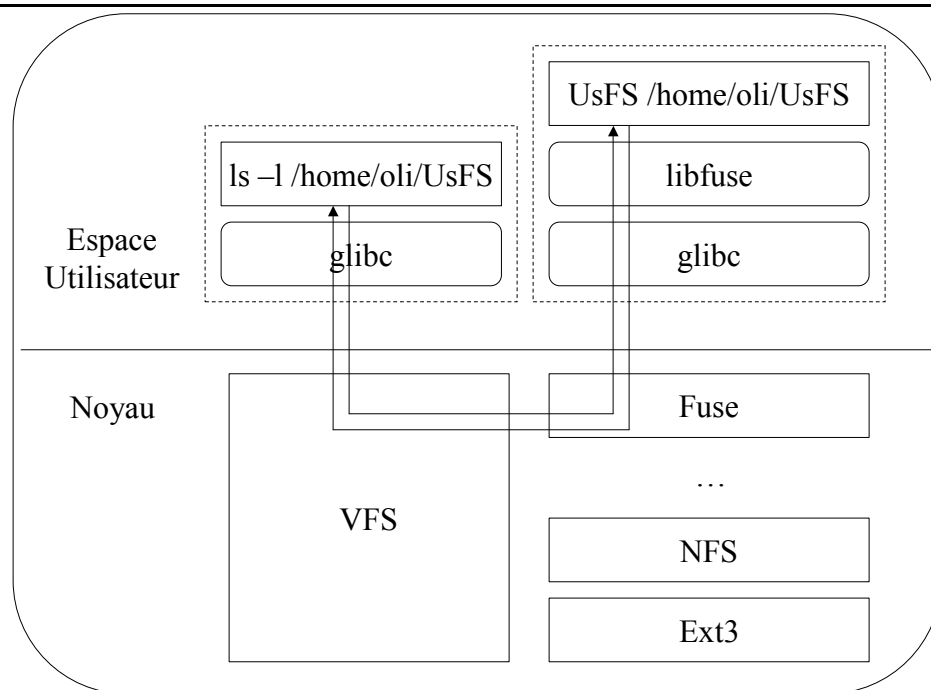 UsFS /home/oli/UsFS
ls –l /home/oli/UsFS
libfuse
Espace
Utilisateur
glibc
glibc
Noyau
Fuse
...
VFS
NFS
Ext3